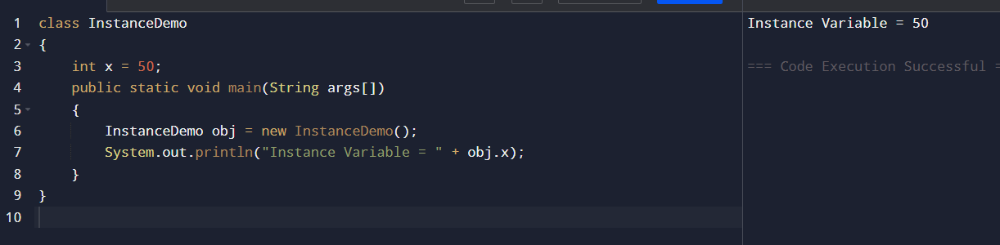 1 class InstanceDemo
2 {
3     int x = 50;
4     public static void main(String args[])
5     {
6         InstanceDemo obj = new InstanceDemo();
7         System.out.println("Instance Variable = " + obj.x);
8     }
9 }
10
Instance Variable = 50
=== Code Execution Successful =